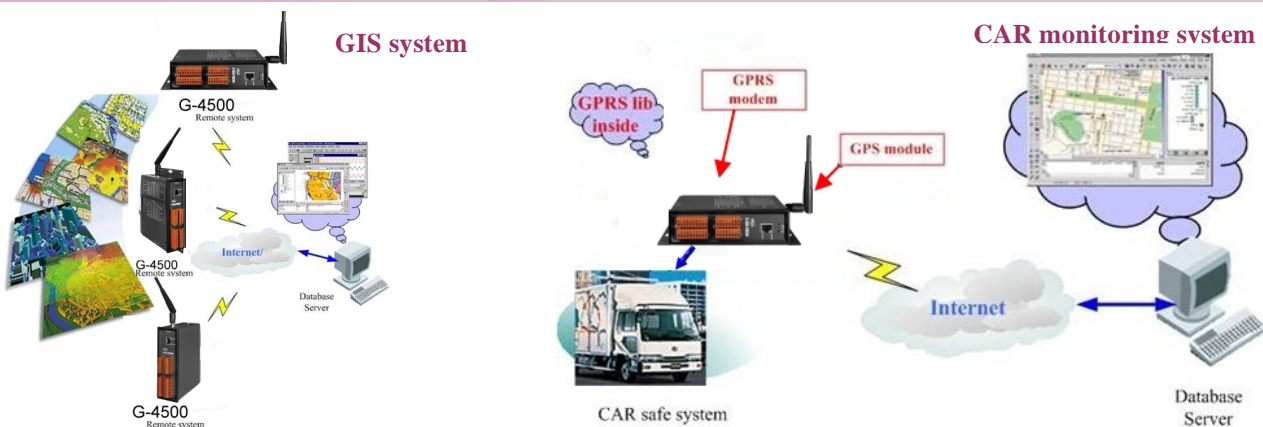 GIS system
G-4500
Remote system
G-4500
Remote system
Internet/
Database
Server
G-4500
Remote system
CAR monitoring system
GPRS
modem
GPRS lib
inside
GPS module
Internet
CAR safe system
Database
Server